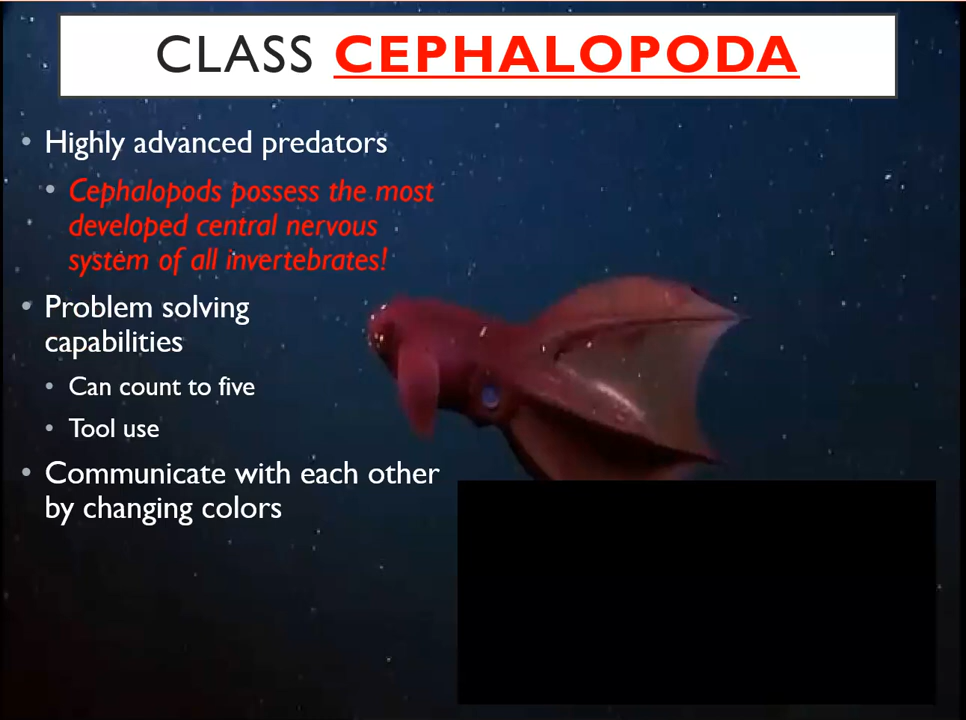 CLASS CEPHALOPODA
• Highly advanced predators
• Cephalopods possess the most
developed central nervous
system of all invertebrates!
• Problem solving
capabilities
• Can count to five
• Tool use
• Communicate with each other
by changing colors